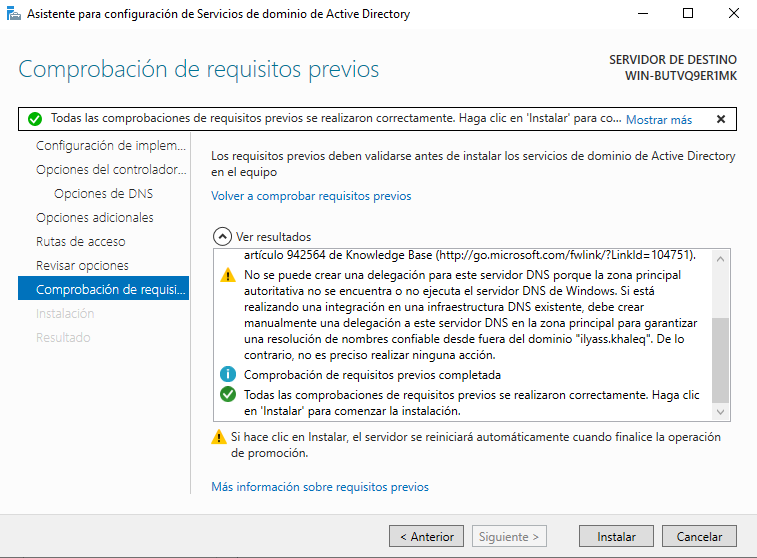 Asistente para configuración de Servicios de dominio de Active Directory
Comprobación de requisitos previos
SERVIDOR DE DESTINO
WIN-BUTVQ9ER1MK
Todas las comprobaciones de requisitos previos se realizaron correctamente. Haga clic en 'Instalar' para co... Mostrar más
Configuración de implem...
Opciones del controlador...
Opciones de DNS
Opciones adicionales
Rutas de acceso
Revisar opciones
Comprobación de requisi...
Instalación
Resultado
Los requisitos previos deben validarse antes de instalar los servicios de dominio de Active Directory
en el equipo
Volver a comprobar requisitos previos
Ver resultados
artículo 942564 de Knowledge Base (http://go.microsoft.com/fwlink/?LinkId=104751).
No se puede crear una delegación para este servidor DNS porque la zona principal
autoritativa no se encuentra o no ejecuta el servidor DNS de Windows. Si está
realizando una integración en una infraestructura DNS existente, debe crear
manualmente una delegación a este servidor DNS en la zona principal para garantizar
una resolución de nombres confiable desde fuera del dominio "ilyass.khaleq". De lo
contrario, no es preciso realizar ninguna acción.
Comprobación de requisitos previos completada
Todas las comprobaciones de requisitos previos se realizaron correctamente. Haga clic
en 'Instalar' para comenzar la instalación.
Si hace clic en Instalar, el servidor se reiniciará automáticamente cuando finalice la operación
de promoción.
Más información sobre requisitos previos
< Anterior
Siguiente >
Instalar
Cancelar